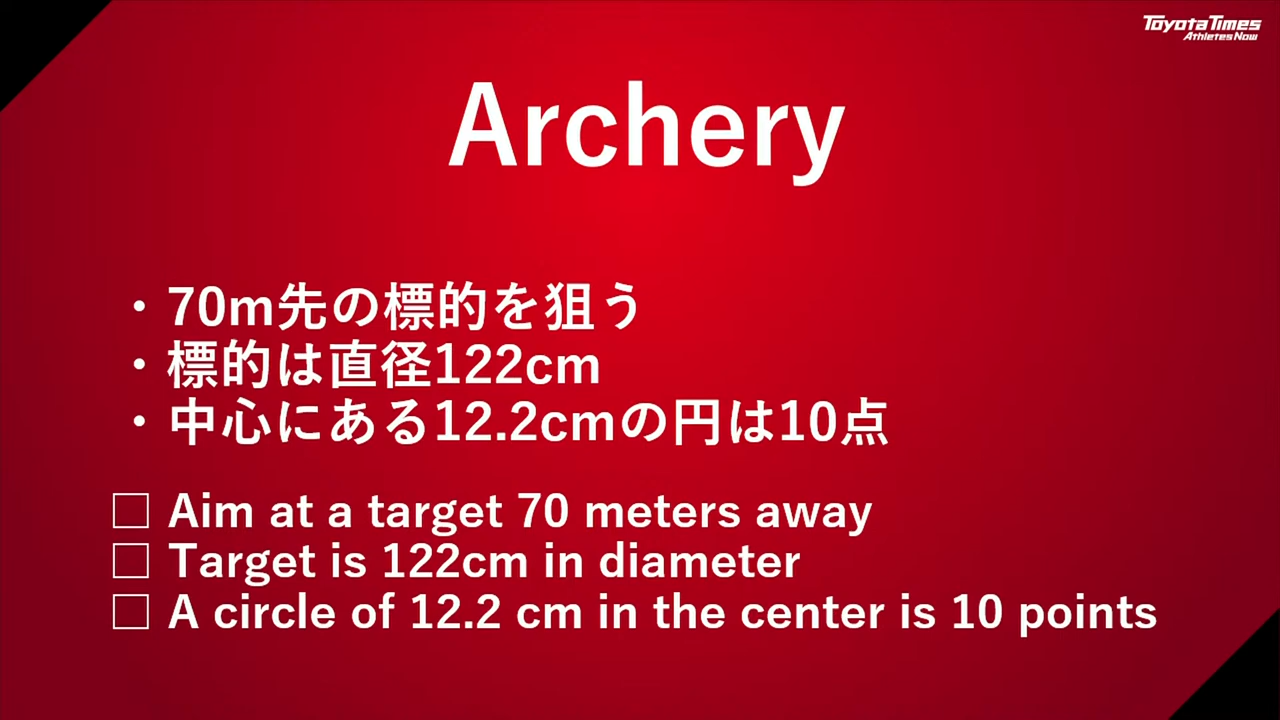 Toyota Times
Athletes Now
Archery
・70m先の標的を狙う
・標的は直径122cm
・中心にある12.2cmの円は10点
□ Aim at a target 70 meters away
□ Target is 122cm in diameter
□ A circle of 12.2 cm in the center is 10 points